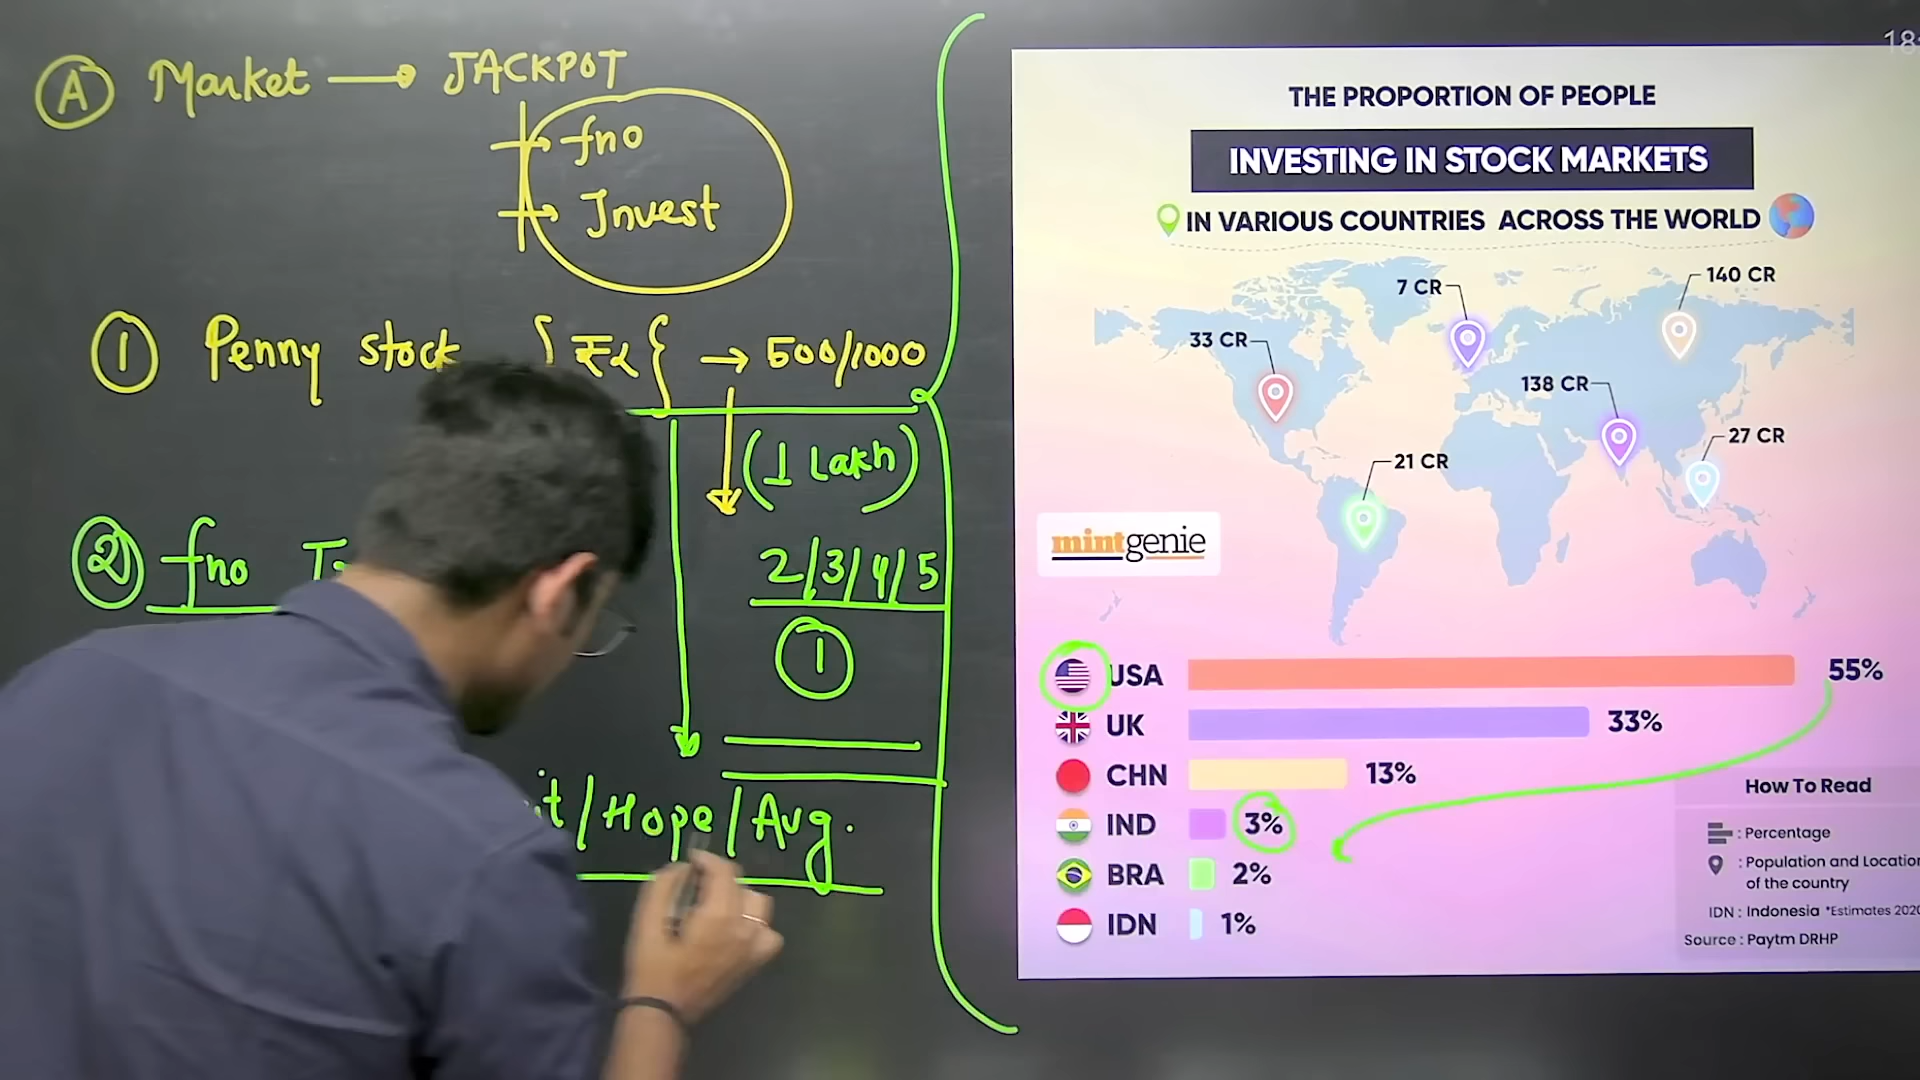 Ⓐ Market → JACKPOT
fno
Invest
① Penny stock { ₹2 { → 500/1000
(1 Lakh)
② fno
2/3/4/5
①
/Hope/Avg.
18
THE PROPORTION OF PEOPLE
INVESTING IN STOCK MARKETS
IN VARIOUS COUNTRIES ACROSS THE WORLD
140 CR
7 CR
33 CR
138 CR
27 CR
21 CR
mintgenie
USA 55%
UK 33%
CHN 13%
IND 3%
BRA 2%
IDN 1%
How To Read
: Percentage
: Population and Location
of the country
IDN : Indonesia *Estimates 2020
Source : Paytm DRHP